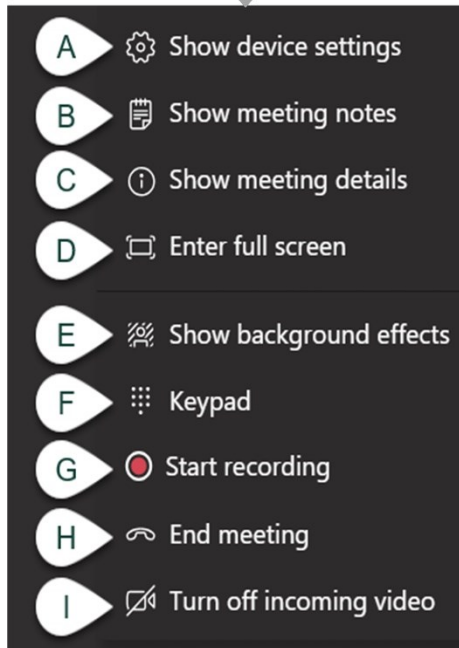 A Show device settings
B Show meeting notes
C Show meeting details
D Enter full screen
E Show background effects
F Keypad
G Start recording
H End meeting
I Turn off incoming video